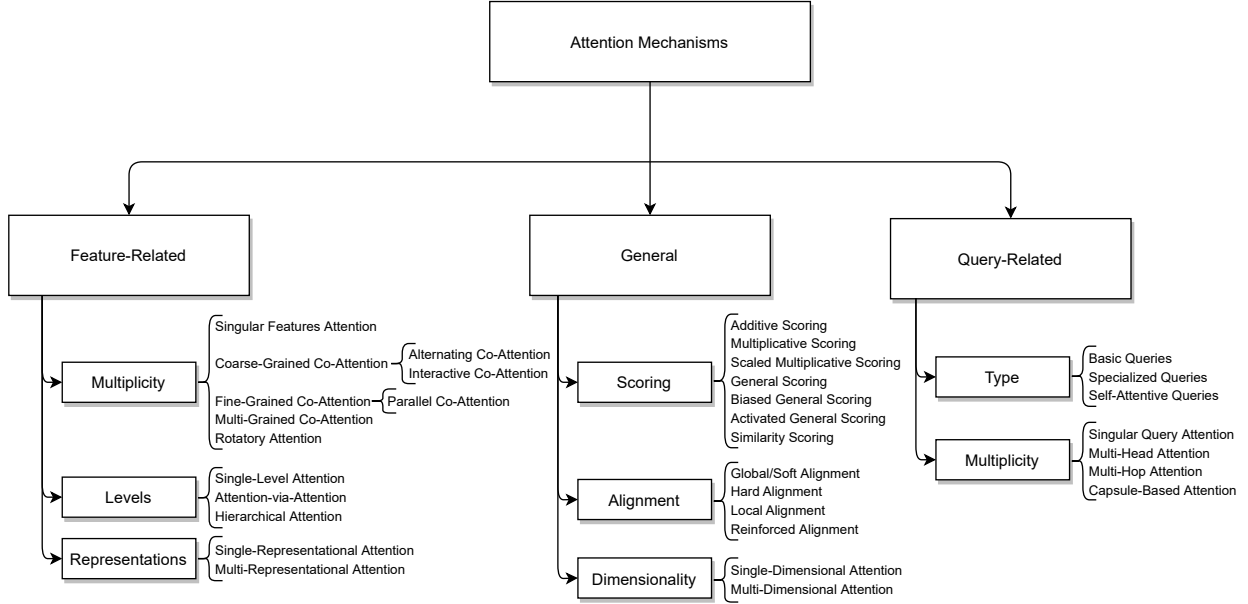 Attention Mechanisms
Feature-Related
Multiplicity
Singular Features Attention
Coarse-Grained Co-Attention
Alternating Co-Attention
Interactive Co-Attention
Fine-Grained Co-Attention
Parallel Co-Attention
Multi-Grained Co-Attention
Rotatory Attention
Levels
Single-Level Attention
Attention-via-Attention
Hierarchical Attention
Representations
Single-Representational Attention
Multi-Representational Attention
General
Scoring
Additive Scoring
Multiplicative Scoring
Scaled Multiplicative Scoring
General Scoring
Biased General Scoring
Activated General Scoring
Similarity Scoring
Alignment
Global/Soft Alignment
Hard Alignment
Local Alignment
Reinforced Alignment
Dimensionality
Single-Dimensional Attention
Multi-Dimensional Attention
Query-Related
Type
Basic Queries
Specialized Queries
Self-Attentive Queries
Multiplicity
Singular Query Attention
Multi-Head Attention
Multi-Hop Attention
Capsule-Based Attention